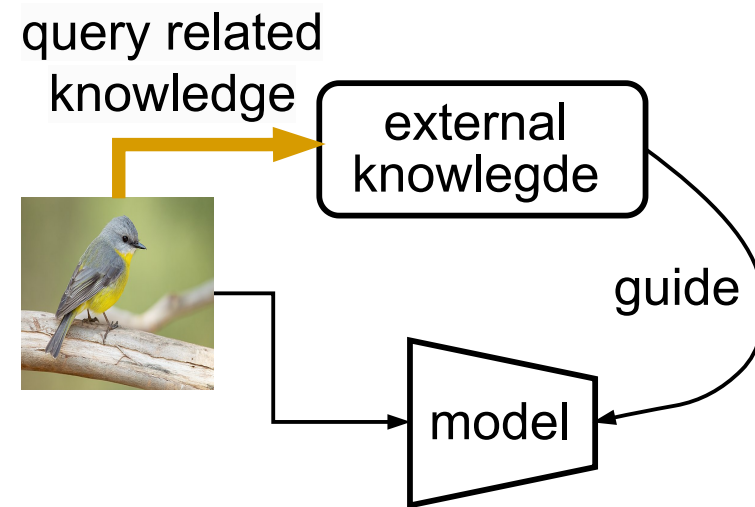 query related
knowledge
external
knowlegde
guide
model